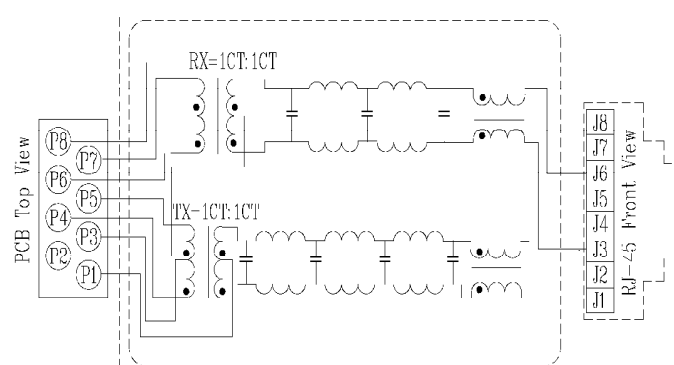 RX=1CT:1CT
TX-1CT:1CT
PCB Top View
P8
P7
P6
P5
P4
P3
P2
P1
J8
J7
J6
J5
J4
J3
J2
J1
RJ-45 Front View